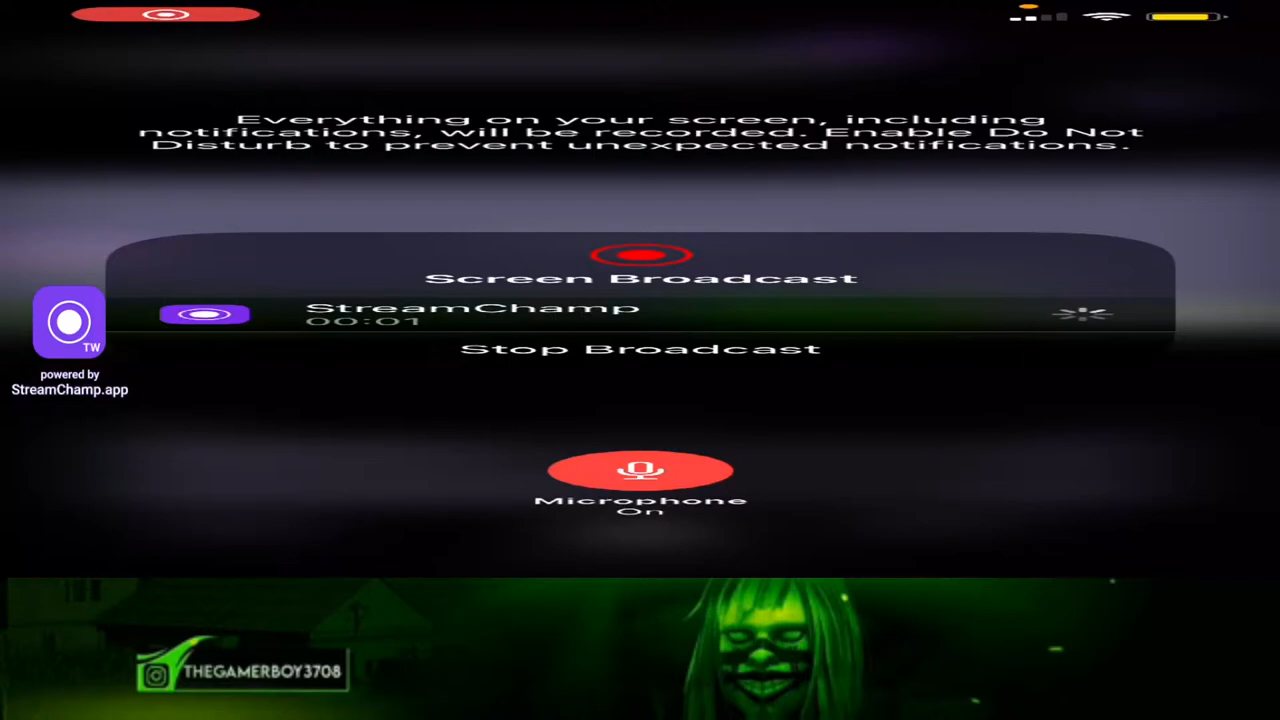 Everything on your screen, including
notifications, will be recorded. Enable Do Not
Disturb to prevent unexpected notifications.
Screen Broadcast
StreamChamp
00:01
Stop Broadcast
TW
powered by
StreamChamp.app
Microphone
On
THEGAMERBOY3708